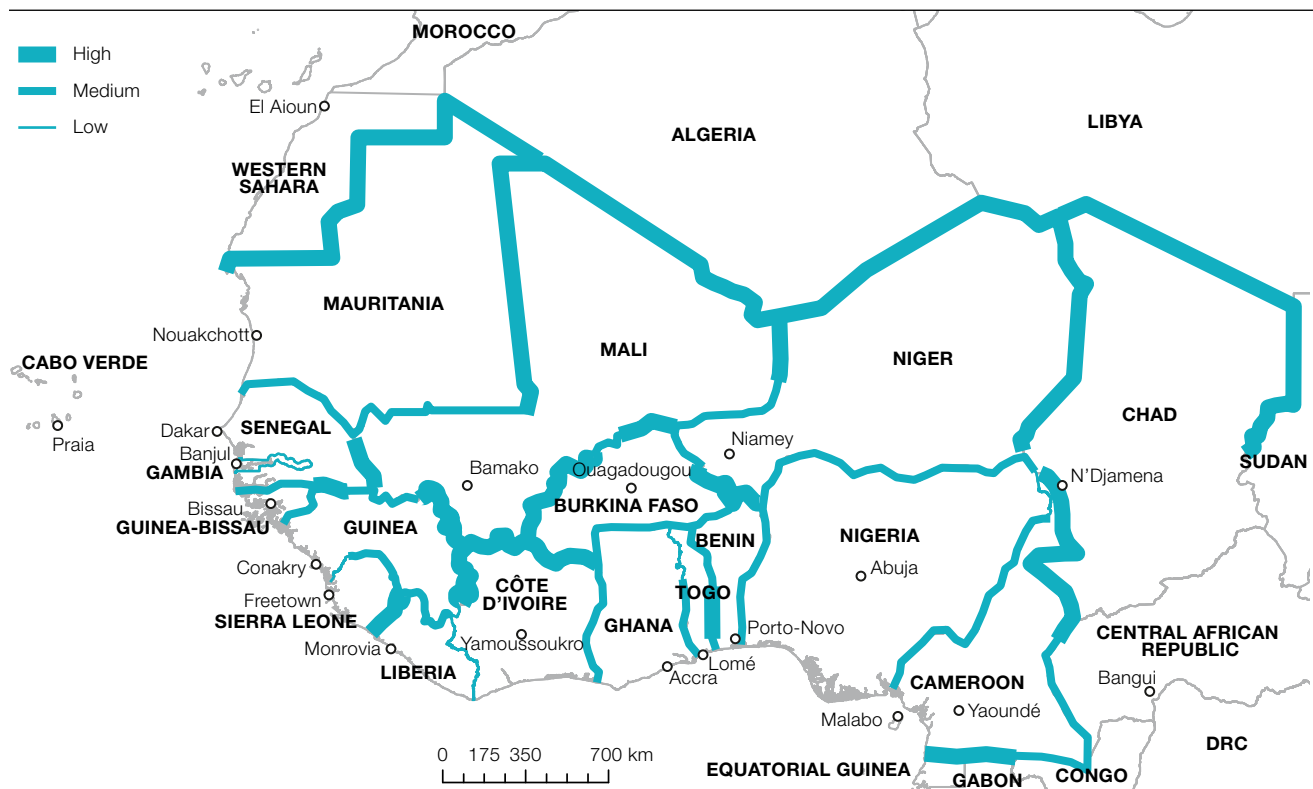 High
Medium
Low
MOROCCO
El Aioun
ALGERIA
LIBYA
WESTERN
SAHARA
MAURITANIA
Nouakchott
MALI
NIGER
CABO VERDE
Praia
CHAD
Dakar
SENEGAL
Niamey
Banjul
GAMBIA
Bamako
Ouagadougou
N'Djamena
SUDAN
BURKINA FASO
Bissau
GUINEA-BISSAU
GUINEA
BENIN
NIGERIA
Conakry
Abuja
CÔTE
D'IVOIRE
TOGO
Freetown
SIERRA LEONE
GHANA
Yamoussoukro
Porto-Novo
CENTRAL AFRICAN
REPUBLIC
Monrovia
LIBERIA
Lomé
Accra
CAMEROON
Bangui
Malabo
Yaoundé
DRC
0 175 350 700 km
EQUATORIAL GUINEA
GABON
CONGO